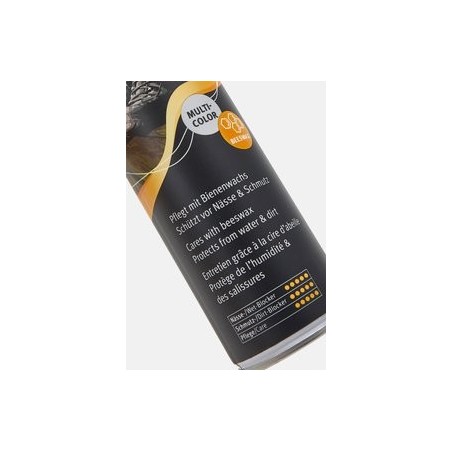 MULTI-
COLOR
BEESWAX
Pflegt mit Bienenwachs
Schützt vor Nässe & Schmutz
Cares with beeswax
Protects from water & dirt
Entretien grâce à la cire d'abeille
Protège de l'humidité &
des salissures
Nässe-/Wet-Blocker
Schmutz-/Dirt-Blocker
Pflege/Care